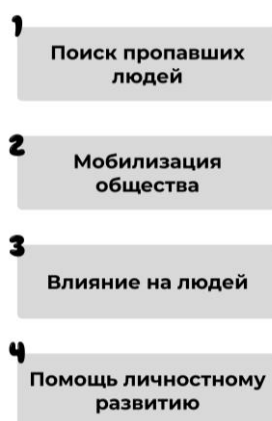 1
Поиск пропавших
людей
2
Мобилизация
общества
3
Влияние на людей
4
Помощь личностному
развитию